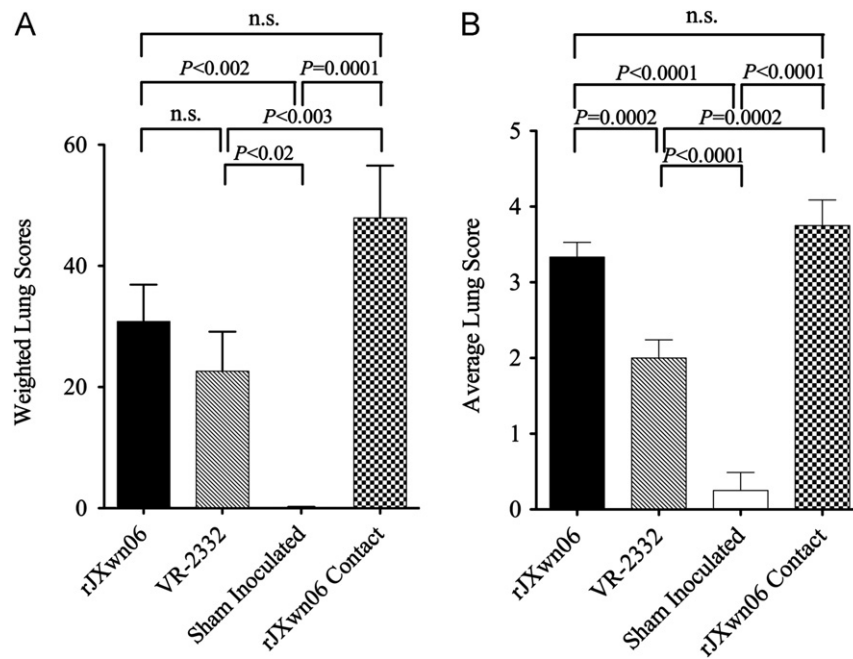 A
n.s.
P<0.002
P=0.0001
n.s.
P<0.003
P<0.02
Weighted Lung Scores
60
40
20
0
rJXwn06
VR-2332
Sham Inoculated
rJXwn06 Contact
B
n.s.
P<0.0001
P<0.0001
P=0.0002
P=0.0002
P<0.0001
Average Lung Score
5
4
3
2
1
0
rJXwn06
VR-2332
Sham Inoculated
rJXwn06 Contact